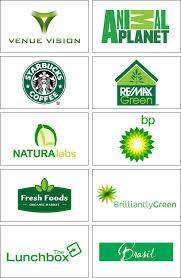 VENUE VISION
ANIMAL
PLANET
STARBUCKS
COFFEE
RE/MAX
Green
NATURAlabs
bp
Fresh Foods
ORGANIC MARKET
BrilliantlyGreen
The
Lunchbox
Brasil